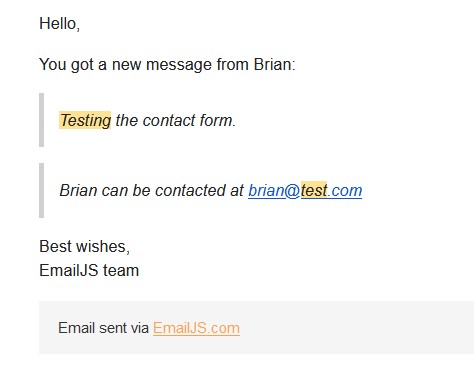 Hello,
You got a new message from Brian:
Testing the contact form.
Brian can be contacted at brian@test.com
Best wishes,
EmailJS team
Email sent via EmailJS.com